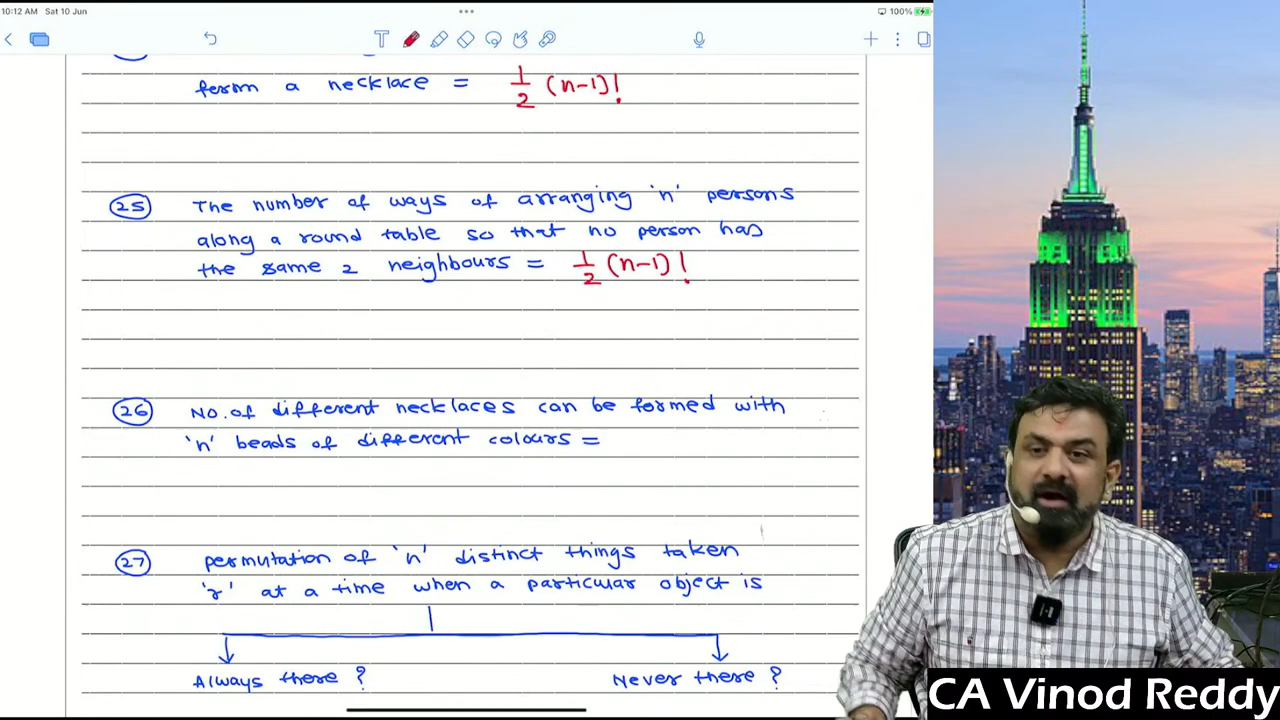 10:12 AM Sat 10 Jun
100%
T
form a necklace = 1/2 (n-1)!
25 The number of ways of arranging 'n' persons
along a round table so that no person has
the same 2 neighbours = 1/2 (n-1)!
26 No. of different necklaces can be formed with
'n' beads of different colours =
27 permutation of 'n' distinct things taken
'r' at a time when a particular object is
Always there ? Never there ?
CA Vinod Reddy